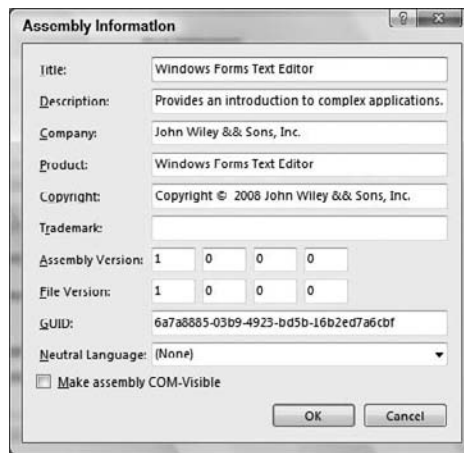 Assembly Information
Title: Windows Forms Text Editor
Description: Provides an introduction to complex applications.
Company: John Wiley && Sons, Inc.
Product: Windows Forms Text Editor
Copyright: Copyright © 2008 John Wiley && Sons, Inc.
Trademark:
Assembly Version: 1 0 0 0
File Version: 1 0 0 0
GUID: 6a7a8885-03b9-4923-bd5b-16b2ed7a6cbf
Neutral Language: (None)
Make assembly COM-Visible
OK Cancel